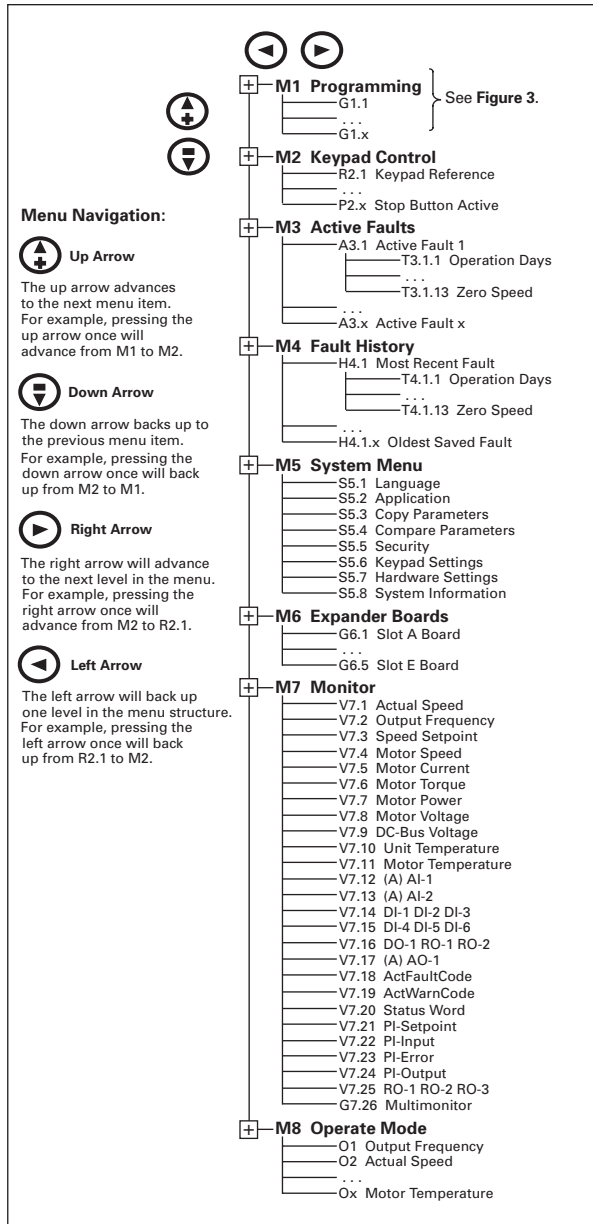 Menu Navigation:
Up Arrow
The up arrow advances
to the next menu item.
For example, pressing the
up arrow once will
advance from M1 to M2.
Down Arrow
The down arrow backs up to
the previous menu item.
For example, pressing the
down arrow once will back
up from M2 to M1.
Right Arrow
The right arrow will advance
to the next level in the menu.
For example, pressing the
right arrow once will
advance from M2 to R2.1.
Left Arrow
The left arrow will back up
one level in the menu structure.
For example, pressing the
left arrow once will back
up from R2.1 to M2.
M1 Programming
G1.1
. . .
G1.x
See Figure 3.
M2 Keypad Control
R2.1 Keypad Reference
. . .
P2.x Stop Button Active
M3 Active Faults
A3.1 Active Fault 1
T3.1.1 Operation Days
. . .
T3.1.13 Zero Speed
. . .
A3.x Active Fault x
M4 Fault History
H4.1 Most Recent Fault
T4.1.1 Operation Days
. . .
T4.1.13 Zero Speed
. . .
H4.1.x Oldest Saved Fault
M5 System Menu
S5.1 Language
S5.2 Application
S5.3 Copy Parameters
S5.4 Compare Parameters
S5.5 Security
S5.6 Keypad Settings
S5.7 Hardware Settings
S5.8 System Information
M6 Expander Boards
G6.1 Slot A Board
. . .
G6.5 Slot E Board
M7 Monitor
V7.1 Actual Speed
V7.2 Output Frequency
V7.3 Speed Setpoint
V7.4 Motor Speed
V7.5 Motor Current
V7.6 Motor Torque
V7.7 Motor Power
V7.8 Motor Voltage
V7.9 DC-Bus Voltage
V7.10 Unit Temperature
V7.11 Motor Temperature
V7.12 (A) AI-1
V7.13 (A) AI-2
V7.14 DI-1 DI-2 DI-3
V7.15 DI-4 DI-5 DI-6
V7.16 DO-1 RO-1 RO-2
V7.17 (A) AO-1
V7.18 ActFaultCode
V7.19 ActWarnCode
V7.20 Status Word
V7.21 PI-Setpoint
V7.22 PI-Input
V7.23 PI-Error
V7.24 PI-Output
V7.25 RO-1 RO-2 RO-3
G7.26 Multimonitor
M8 Operate Mode
O1 Output Frequency
O2 Actual Speed
. . .
Ox Motor Temperature